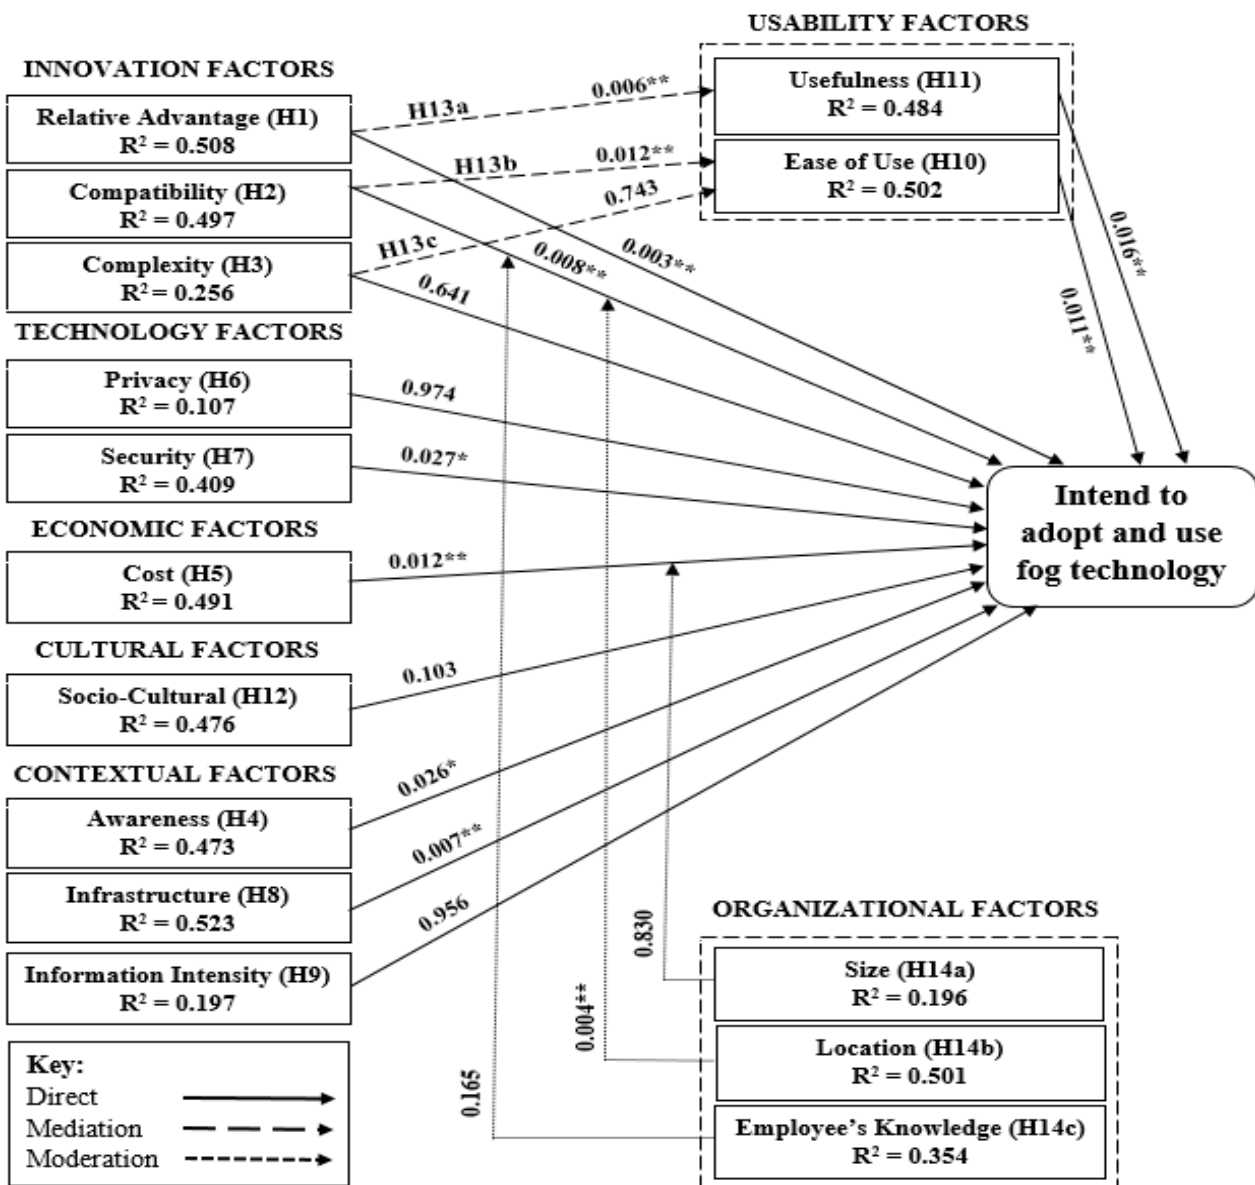 USABILITY FACTORS
Usefulness (H11)
R² = 0.484
Ease of Use (H10)
R² = 0.502
INNOVATION FACTORS
Relative Advantage (H1)
R² = 0.508
Compatibility (H2)
R² = 0.497
Complexity (H3)
R² = 0.256
H13a
0.006**
H13b
0.012**
H13c
0.743
0.003**
0.008**
0.641
0.016**
0.011**
TECHNOLOGY FACTORS
Privacy (H6)
R² = 0.107
0.974
Security (H7)
R² = 0.409
0.027*
ECONOMIC FACTORS
Cost (H5)
R² = 0.491
0.012**
Intend to
adopt and use
fog technology
CULTURAL FACTORS
Socio-Cultural (H12)
R² = 0.476
0.103
CONTEXTUAL FACTORS
Awareness (H4)
R² = 0.473
0.026*
Infrastructure (H8)
R² = 0.523
0.007**
Information Intensity (H9)
R² = 0.197
0.956
ORGANIZATIONAL FACTORS
Size (H14a)
R² = 0.196
0.830
Location (H14b)
R² = 0.501
0.004**
Employee's Knowledge (H14c)
R² = 0.354
0.165
Key:
Direct
Mediation
Moderation